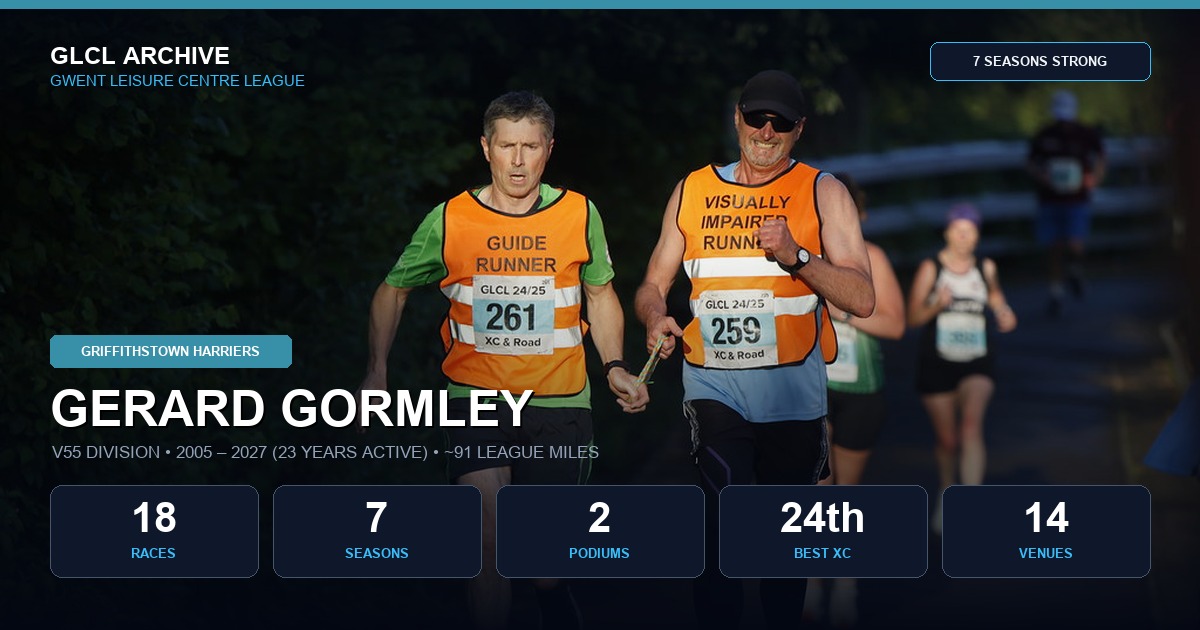 GLCL ARCHIVE
GWENT LEISURE CENTRE LEAGUE
7 SEASONS STRONG
VISUALLY
IMPAIRED
GUIDE
RUNNER
GLCL 24/25
261
XC & Road
GLCL 24/25
259
XC & Road
GRIFFITHSTOWN HARRIERS
GERARD GORMLEY
V55 DIVISION • 2005 – 2027 (23 YEARS ACTIVE) • ~91 LEAGUE MILES
18
RACES
7
SEASONS
2
PODIUMS
24th
BEST XC
14
VENUES